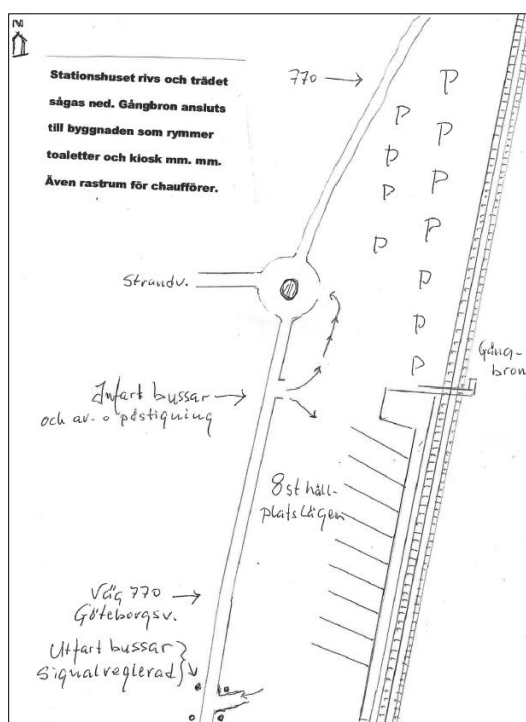 N
Stationshuset rivs och trädet
sågas ned. Gångbron ansluts
till byggnaden som rymmer
toaletter och kiosk mm. mm.
Även rastrum för chaufförer.
770
P
P
P
P
P
P
P
P
P
P
P
P
Strandv.
Gång-
bron
Infart bussar
och av- o påstigning
8 st håll-
platslägen
Väg 770
Göteborgsv.
Utfart bussar
Signalreglerad